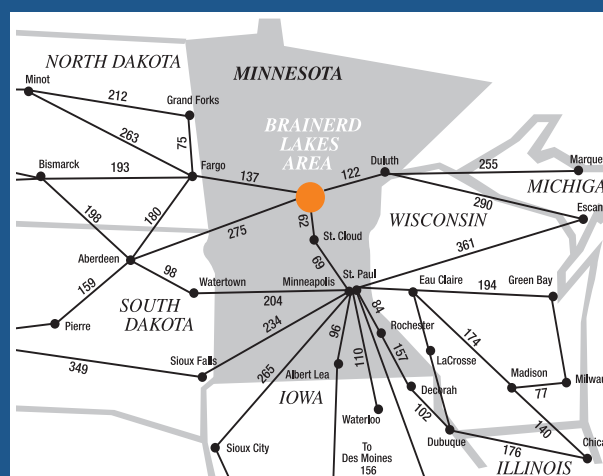 NORTH DAKOTA
MINNESOTA
Minot
212
Grand Forks
263
75
BRAINERD
LAKES
AREA
Bismarck
193
Fargo
137
122
Duluth
255
Marque
MICHIGA
290
Escan
198
180
275
62
St. Cloud
WISCONSIN
361
Aberdeen
98
69
159
Watertown
Minneapolis
St. Paul
Eau Claire
194
Green Bay
204
SOUTH
DAKOTA
Pierre
234
84
Rochester
174
349
Sioux Falls
265
96
110
157
LaCrosse
Albert Lea
Madison
77
Milwa
IOWA
Decorah
Waterloo
102
140
Sioux City
To
Des Moines
156
Dubuque
176
Chica
ILLINOIS